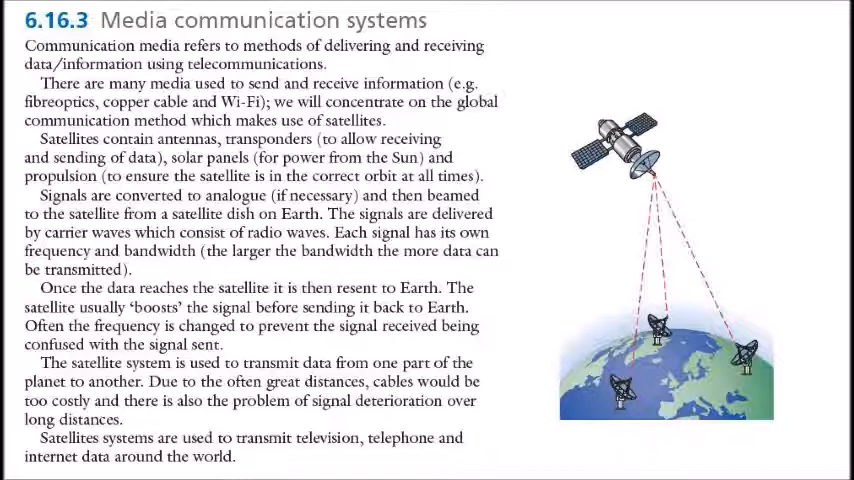 6.16.3 Media communication systems
Communication media refers to methods of delivering and receiving
data/information using telecommunications.
There are many media used to send and receive information (e.g.
fibreoptics, copper cable and Wi-Fi); we will concentrate on the global
communication method which makes use of satellites.
Satellites contain antennas, transponders (to allow receiving
and sending of data), solar panels (for power from the Sun) and
propulsion (to ensure the satellite is in the correct orbit at all times).
Signals are converted to analogue (if necessary) and then beamed
to the satellite from a satellite dish on Earth. The signals are delivered
by carrier waves which consist of radio waves. Each signal has its own
frequency and bandwidth (the larger the bandwidth the more data can
be transmitted).
Once the data reaches the satellite it is then resent to Earth. The
satellite usually ‘boosts’ the signal before sending it back to Earth.
Often the frequency is changed to prevent the signal received being
confused with the signal sent.
The satellite system is used to transmit data from one part of the
planet to another. Due to the often great distances, cables would be
too costly and there is also the problem of signal deterioration over
long distances.
Satellites systems are used to transmit television, telephone and
internet data around the world.